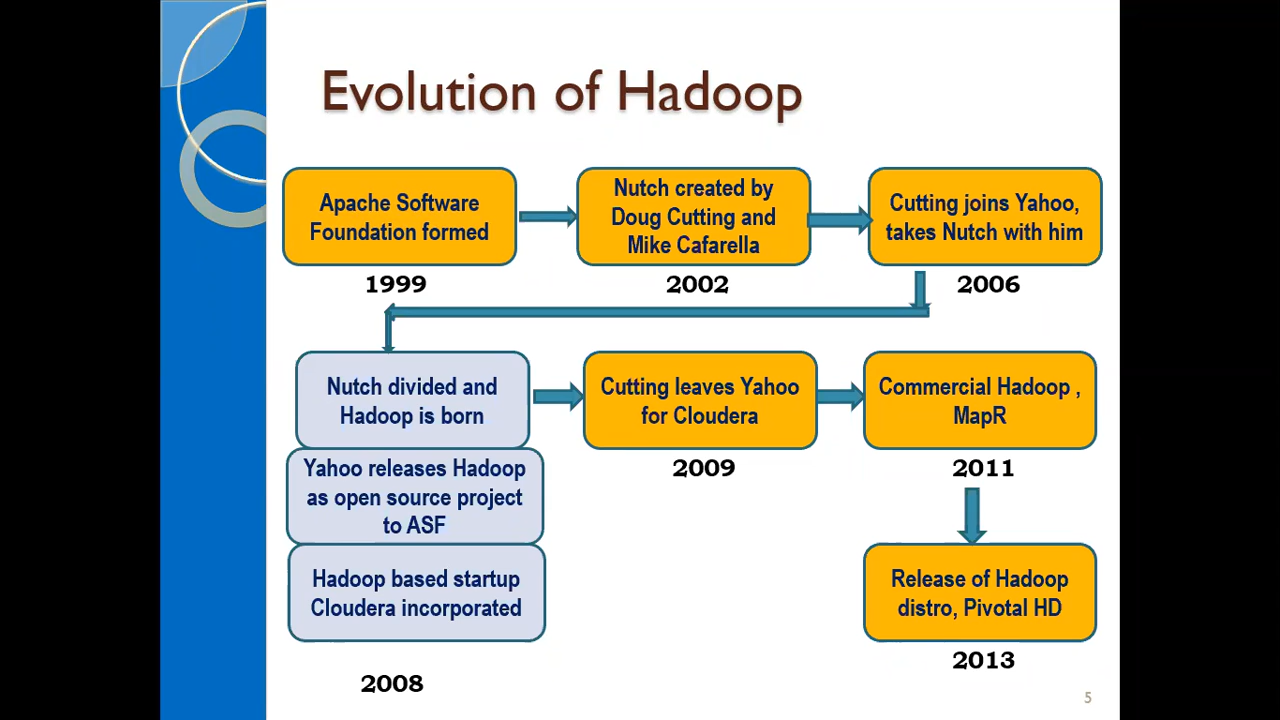 Evolution of Hadoop
Apache Software
Foundation formed
1999
Nutch created by
Doug Cutting and
Mike Cafarella
2002
Cutting joins Yahoo,
takes Nutch with him
2006
Nutch divided and
Hadoop is born
Yahoo releases Hadoop
as open source project
to ASF
Hadoop based startup
Cloudera incorporated
2008
Cutting leaves Yahoo
for Cloudera
2009
Commercial Hadoop ,
MapR
2011
Release of Hadoop
distro, Pivotal HD
2013
5